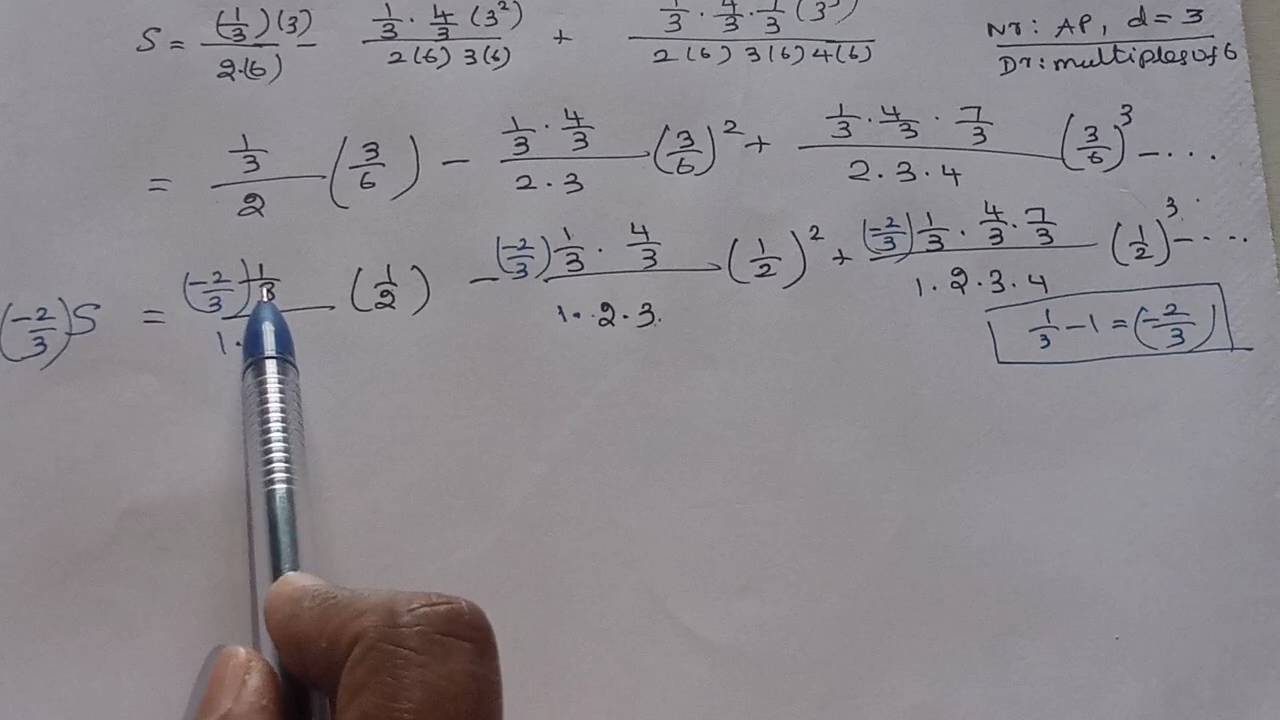 S = (1/3)(3) / 2·(6) − 1/3 · 4/3 (3²) / 2(6) 3(6) + 1/3 · 4/3 · 7/3 (3³) / 2(6) 3(6) 4(6)
Nr: AP, d = 3
Dr: multiples of 6
= 1/3 / 2 (3/6) − 1/3 · 4/3 / 2·3 (3/6)² + 1/3 · 4/3 · 7/3 / 2·3·4 (3/6)³ − ....
(−2/3) S = (−2/3) 1/3 / 1. (1/2) − (−2/3) 1/3 · 4/3 / 1·2·3. (1/2)² + (−2/3) 1/3 · 4/3 · 7/3 / 1·2·3·4 (1/2)³ − ....
1/3 − 1 = (−2/3)